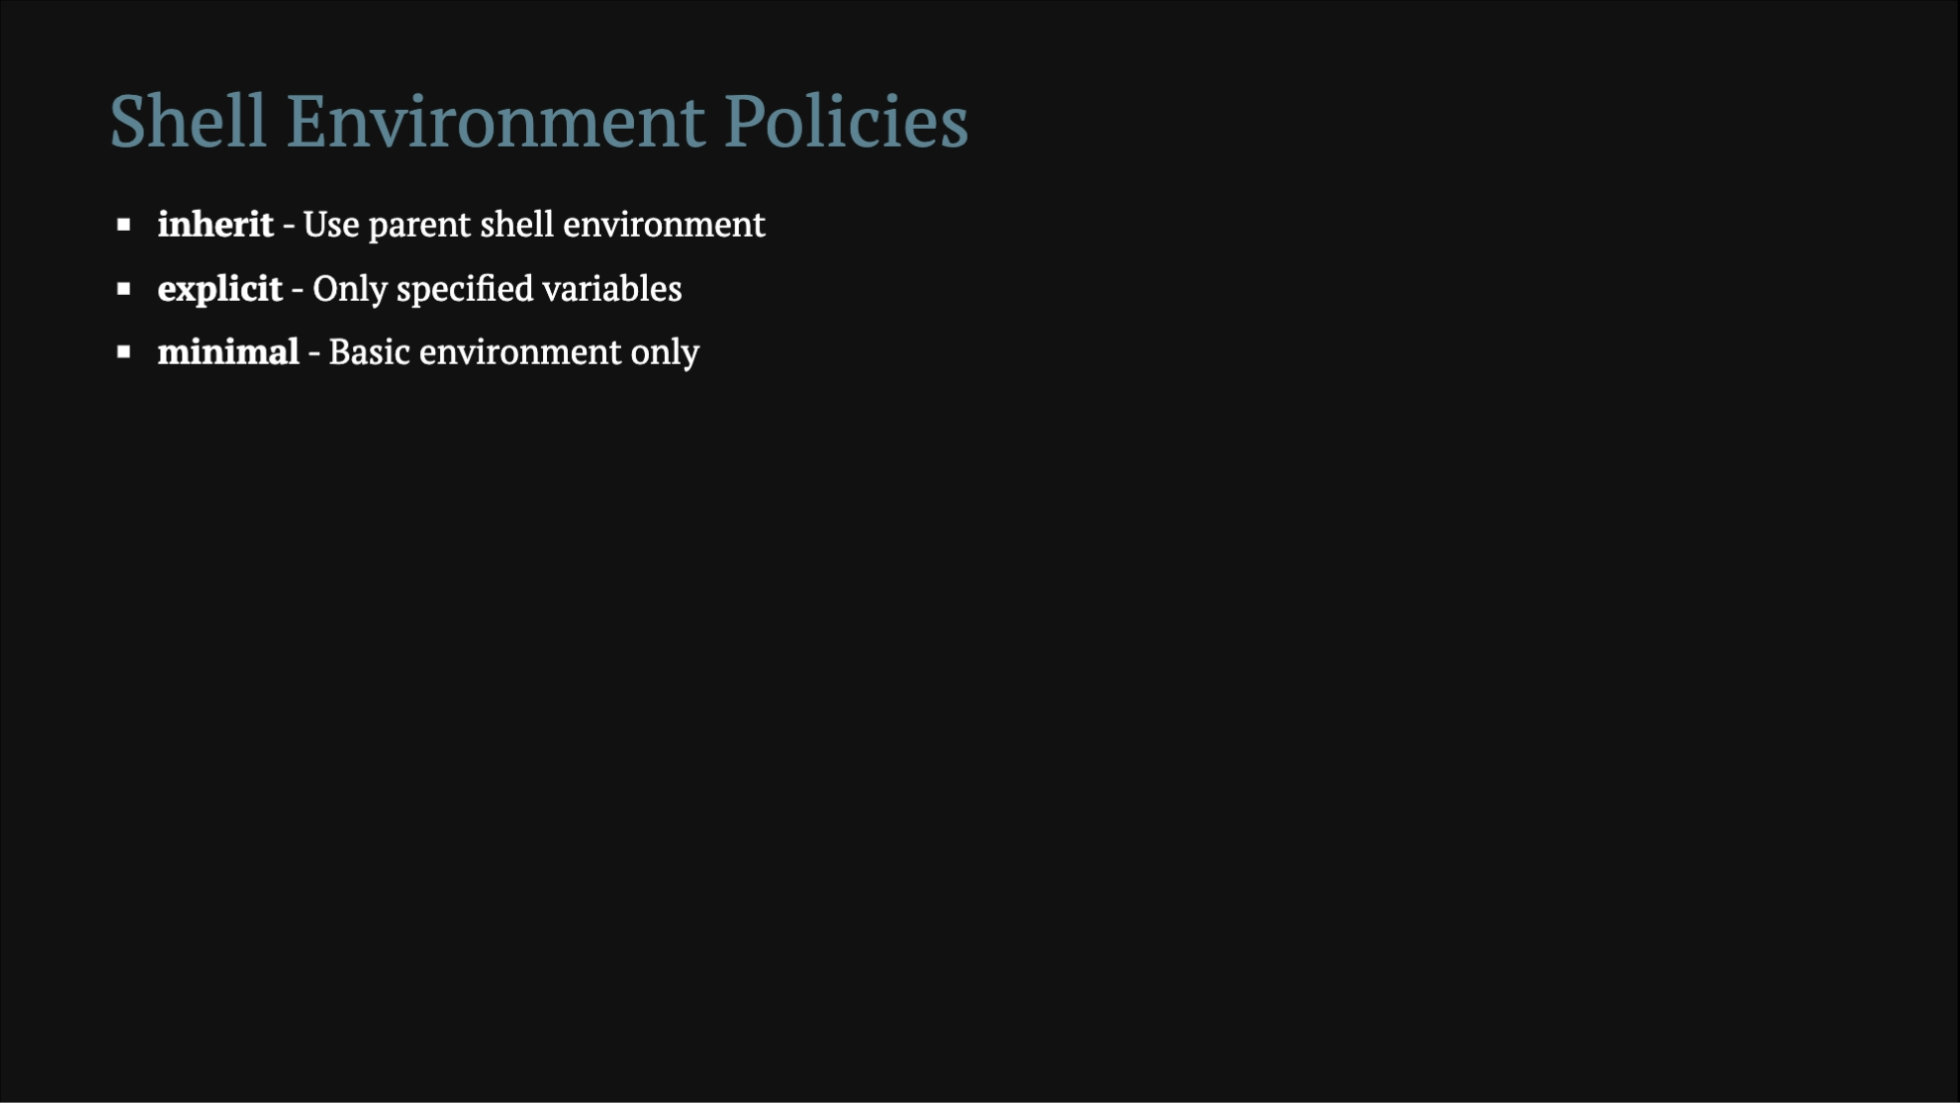 Shell Environment Policies
▪ inherit - Use parent shell environment
▪ explicit - Only specified variables
▪ minimal - Basic environment only